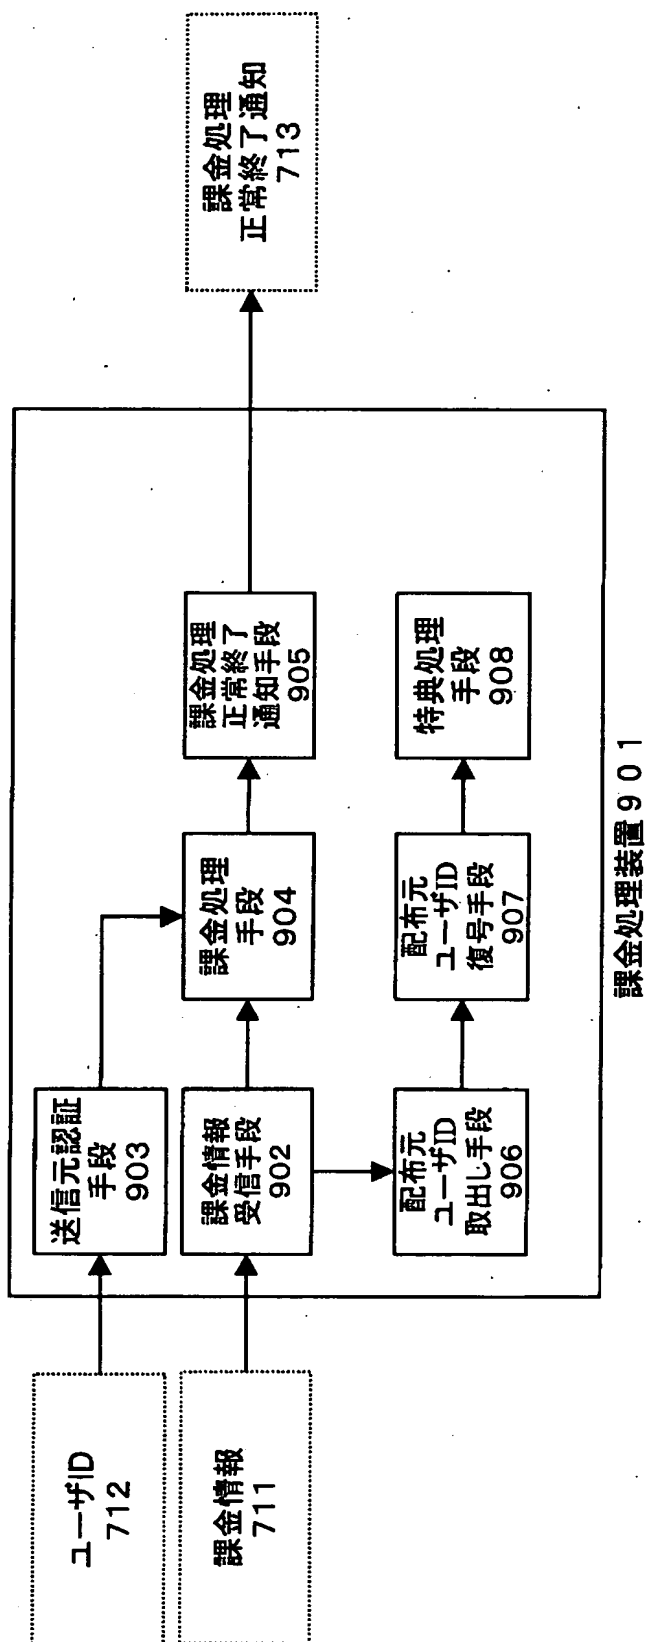 ユーザID
712
課金情報
711
送信元認証
手段
903
課金情報
受信手段
902
課金処理
手段
904
課金処理
正常終了
通知手段
905
課金処理
正常終了通知
713
配布元
ユーザID
取出し手段
906
配布元
ユーザID
復号手段
907
特典処理
手段
908
課金処理装置901